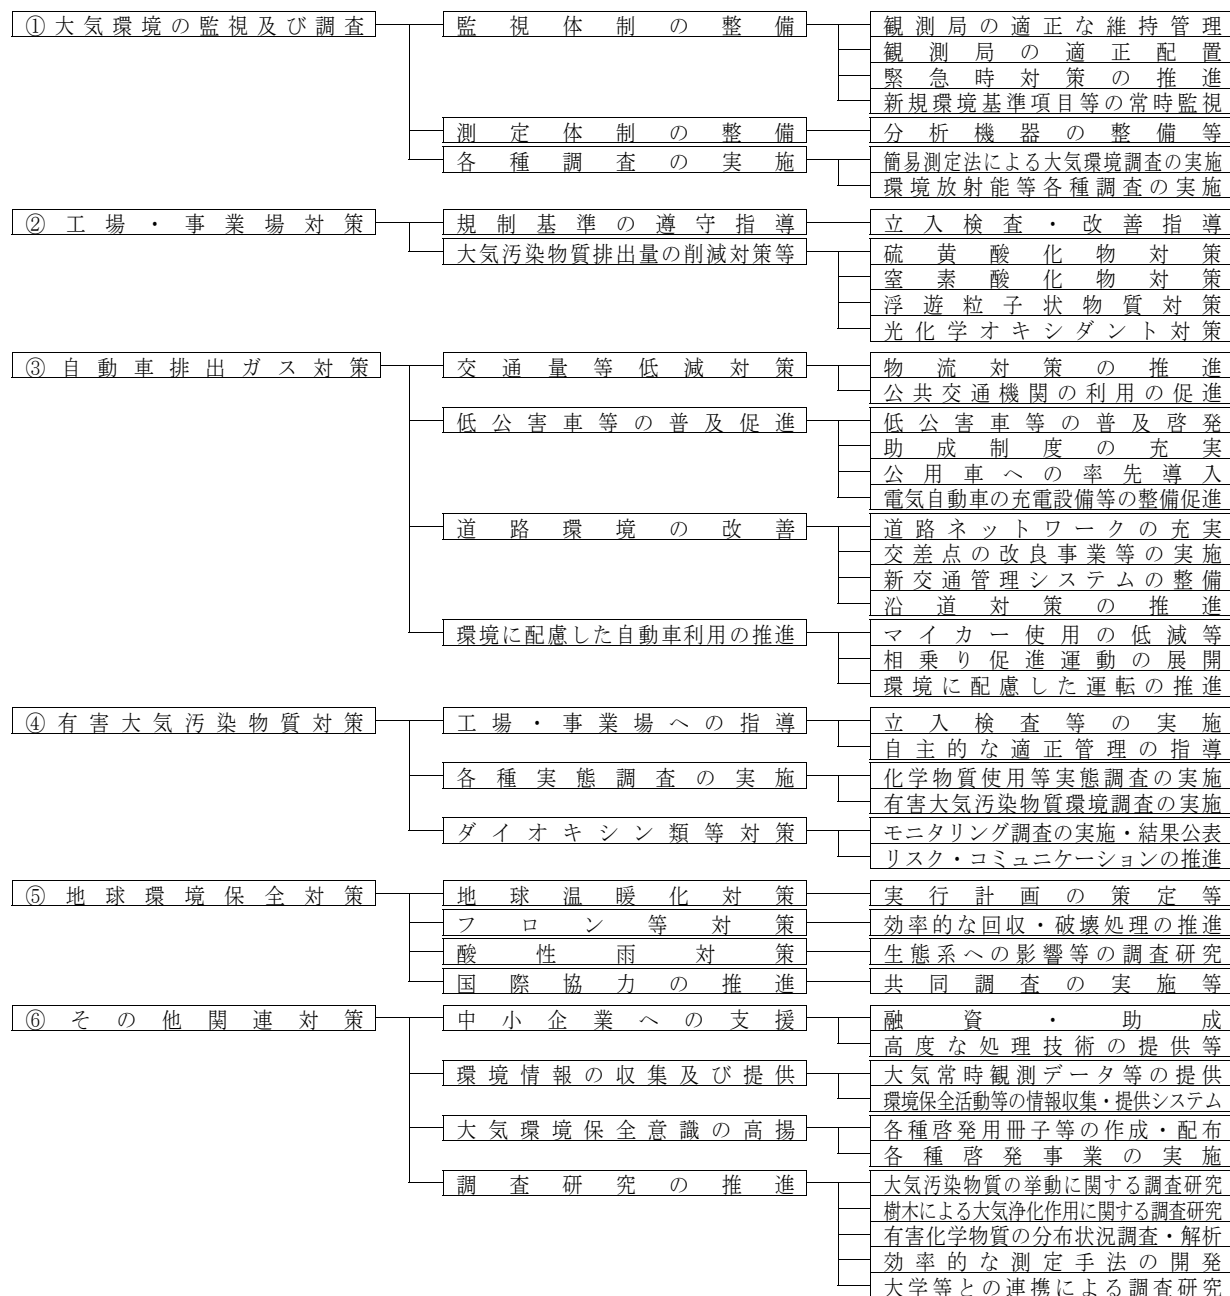 ①大気環境の監視及び調査 監視体制の整備 観測局の適正な維持管理
観測局の適正配置
緊急時対策の推進
新規環境基準項目等の常時監視
測定体制の整備 分析機器の整備等
各種調査の実施 簡易測定法による大気環境調査の実施
環境放射能等各種調査の実施
②工場・事業場対策 規制基準の遵守指導 立入検査・改善指導
大気汚染物質排出量の削減対策等 硫黄酸化物対策
窒素酸化物対策
浮遊粒子状物質対策
光化学オキシダント対策
③自動車排出ガス対策 交通量等低減対策 物流対策の推進
公共交通機関の利用の促進
低公害車等の普及促進 低公害車等の普及啓発
助成制度の充実
公用車への率先導入
電気自動車の充電設備等の整備促進
道路環境の改善 道路ネットワークの充実
交差点の改良事業等の実施
新交通管理システムの整備
沿道対策の推進
環境に配慮した自動車利用の推進 マイカー使用の低減等
相乗り促進運動の展開
環境に配慮した運転の推進
④有害大気汚染物質対策 工場・事業場への指導 立入検査等の実施
自主的な適正管理の指導
各種実態調査の実施 化学物質使用等実態調査の実施
有害大気汚染物質環境調査の実施
ダイオキシン類等対策 モニタリング調査の実施・結果公表
リスク・コミュニケーションの推進
⑤地球環境保全対策 地球温暖化対策 実行計画の策定等
フロン等対策 効率的な回収・破壊処理の推進
酸性雨対策 生態系への影響等の調査研究
国際協力の推進 共同調査の実施等
⑥その他関連対策 中小企業への支援 融資・助成
高度な処理技術の提供等
環境情報の収集及び提供 大気常時観測データ等の提供
環境保全活動等の情報収集・提供システム
大気環境保全意識の高揚 各種啓発用冊子等の作成・配布
各種啓発事業の実施
調査研究の推進 大気汚染物質の挙動に関する調査研究
樹木による大気浄化作用に関する調査研究
有害化学物質の分布状況調査・解析
効率的な測定手法の開発
大学等との連携による調査研究